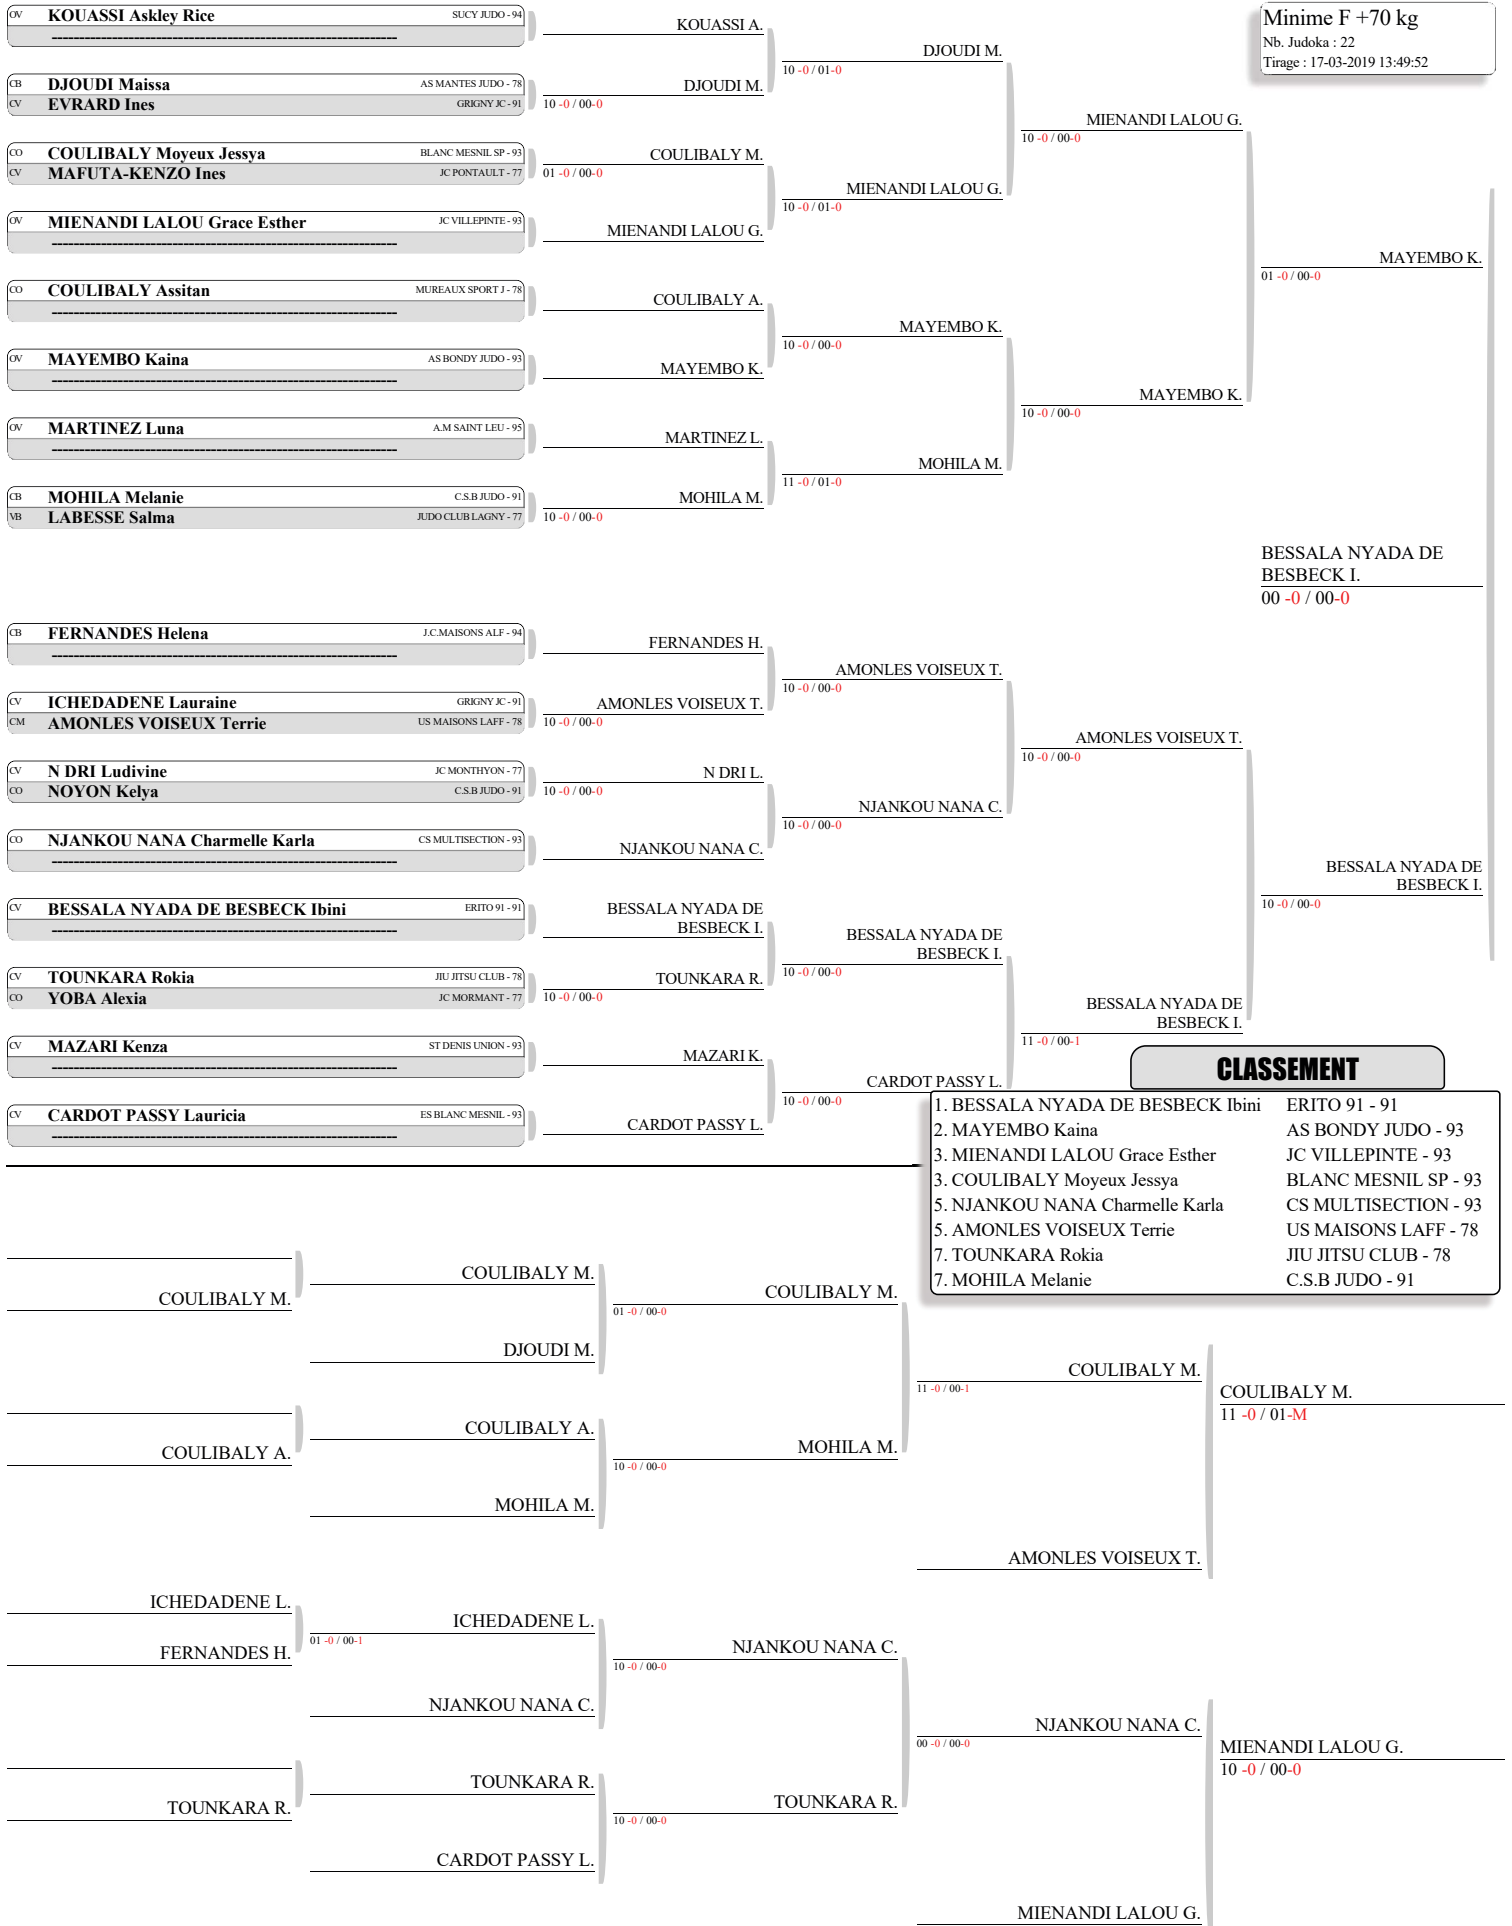 Minime F +70 kg
Nb. Judoka : 22
Tirage : 17-03-2019 13:49:52
OV KOUASSI Askley Rice SUCY JUDO - 94
----------------------------------------------------------------
CB DJOUDI Maissa AS MANTES JUDO - 78
CV EVRARD Ines GRIGNY JC - 91
CO COULIBALY Moyeux Jessya BLANC MESNIL SP - 93
CV MAFUTA-KENZO Ines JC PONTAULT - 77
OV MIENANDI LALOU Grace Esther JC VILLEPINTE - 93
----------------------------------------------------------------
CO COULIBALY Assitan MUREAUX SPORT J - 78
----------------------------------------------------------------
OV MAYEMBO Kaina AS BONDY JUDO - 93
----------------------------------------------------------------
OV MARTINEZ Luna A.M SAINT LEU - 95
----------------------------------------------------------------
CB MOHILA Melanie C.S.B JUDO - 91
VB LABESSE Salma JUDO CLUB LAGNY - 77
CB FERNANDES Helena J.C.MAISONS ALF - 94
----------------------------------------------------------------
CV ICHEDADENE Lauraine GRIGNY JC - 91
CM AMONLES VOISEUX Terrie US MAISONS LAFF - 78
CV N DRI Ludivine JC MONTHYON - 77
CO NOYON Kelya C.S.B JUDO - 91
CO NJANKOU NANA Charmelle Karla CS MULTISECTION - 93
----------------------------------------------------------------
CV BESSALA NYADA DE BESBECK Ibini ERITO 91 - 91
----------------------------------------------------------------
CV TOUNKARA Rokia JIU JITSU CLUB - 78
CO YOBA Alexia JC MORMANT - 77
CV MAZARI Kenza ST DENIS UNION - 93
----------------------------------------------------------------
CV CARDOT PASSY Lauricia ES BLANC MESNIL - 93
----------------------------------------------------------------
KOUASSI A.
DJOUDI M.
10 -0 / 00-0
COULIBALY M.
01 -0 / 00-0
MIENANDI LALOU G.
COULIBALY A.
MAYEMBO K.
MARTINEZ L.
MOHILA M.
10 -0 / 00-0
FERNANDES H.
AMONLES VOISEUX T.
10 -0 / 00-0
N DRI L.
10 -0 / 00-0
NJANKOU NANA C.
BESSALA NYADA DE
BESBECK I.
TOUNKARA R.
10 -0 / 00-0
MAZARI K.
CARDOT PASSY L.
DJOUDI M.
10 -0 / 01-0
MIENANDI LALOU G.
10 -0 / 01-0
MAYEMBO K.
10 -0 / 00-0
MOHILA M.
11 -0 / 01-0
AMONLES VOISEUX T.
10 -0 / 00-0
NJANKOU NANA C.
10 -0 / 00-0
BESSALA NYADA DE
BESBECK I.
10 -0 / 00-0
CARDOT PASSY L.
10 -0 / 00-0
MIENANDI LALOU G.
10 -0 / 00-0
MAYEMBO K.
10 -0 / 00-0
AMONLES VOISEUX T.
10 -0 / 00-0
BESSALA NYADA DE
BESBECK I.
11 -0 / 00-1
MAYEMBO K.
01 -0 / 00-0
BESSALA NYADA DE
BESBECK I.
10 -0 / 00-0
BESSALA NYADA DE
BESBECK I.
00 -0 / 00-0
CLASSEMENT
1. BESSALA NYADA DE BESBECK Ibini ERITO 91 - 91
2. MAYEMBO Kaina AS BONDY JUDO - 93
3. MIENANDI LALOU Grace Esther JC VILLEPINTE - 93
3. COULIBALY Moyeux Jessya BLANC MESNIL SP - 93
5. NJANKOU NANA Charmelle Karla CS MULTISECTION - 93
5. AMONLES VOISEUX Terrie US MAISONS LAFF - 78
7. TOUNKARA Rokia JIU JITSU CLUB - 78
7. MOHILA Melanie C.S.B JUDO - 91
COULIBALY M.
COULIBALY A.
ICHEDADENE L.
FERNANDES H.
TOUNKARA R.
COULIBALY M.
DJOUDI M.
COULIBALY A.
MOHILA M.
ICHEDADENE L.
01 -0 / 00-1
NJANKOU NANA C.
TOUNKARA R.
CARDOT PASSY L.
COULIBALY M.
01 -0 / 00-0
MOHILA M.
10 -0 / 00-0
NJANKOU NANA C.
10 -0 / 00-0
TOUNKARA R.
10 -0 / 00-0
COULIBALY M.
11 -0 / 00-1
AMONLES VOISEUX T.
NJANKOU NANA C.
00 -0 / 00-0
MIENANDI LALOU G.
COULIBALY M.
11 -0 / 01-M
MIENANDI LALOU G.
10 -0 / 00-0